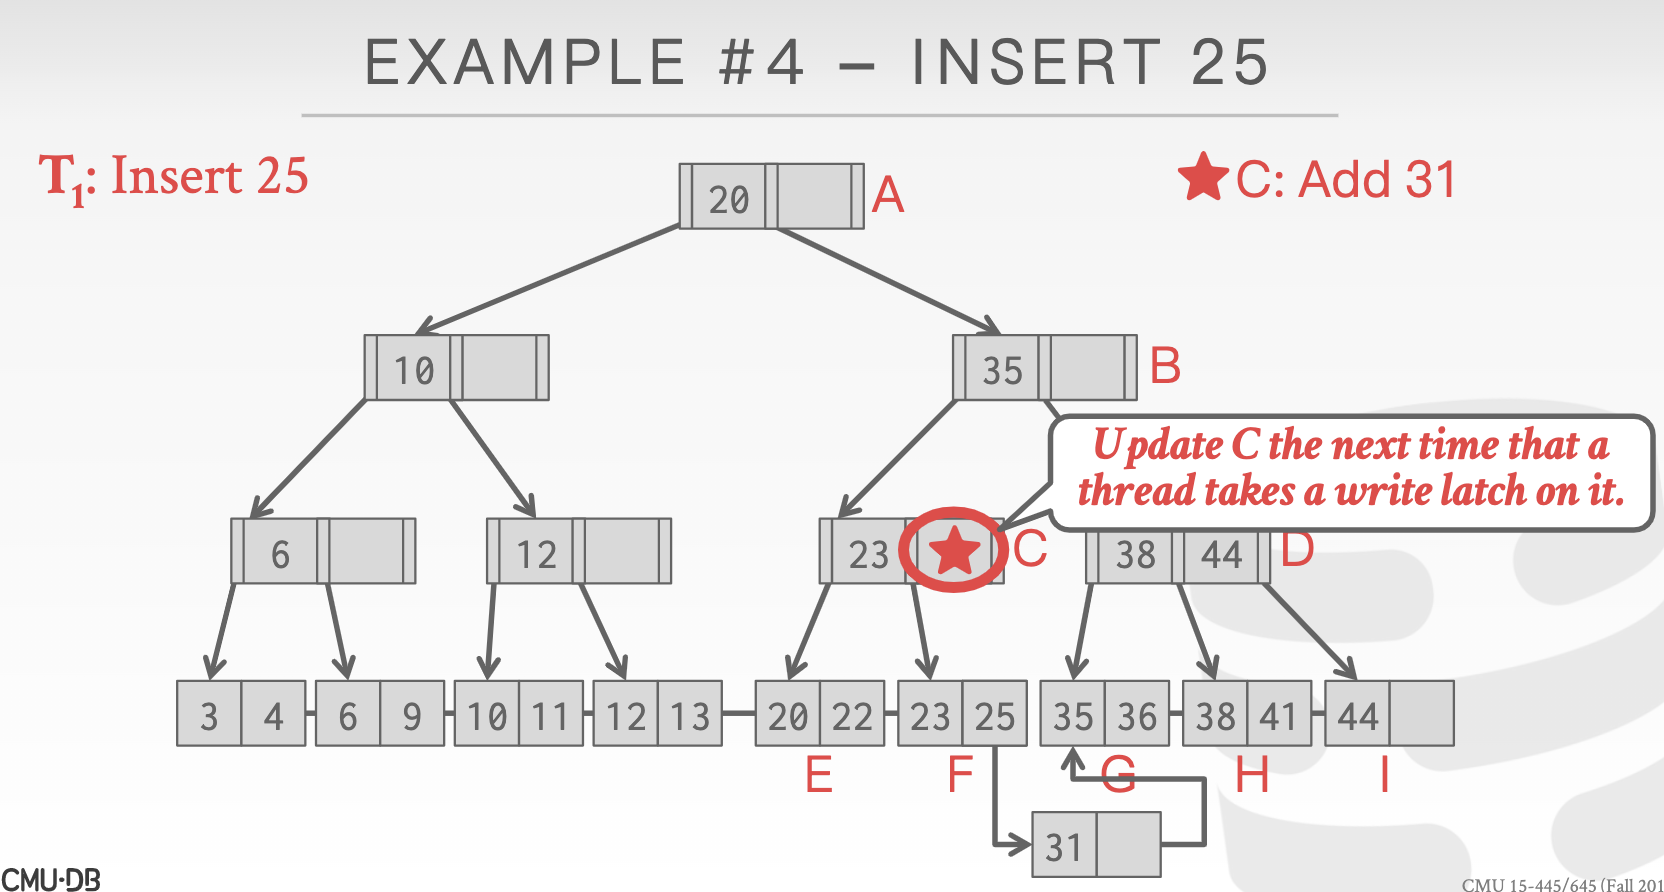 EXAMPLE #4 – INSERT 25
T1: Insert 25
C: Add 31
20
A
10
35
B
Update C the next time that a
thread takes a write latch on it.
6
12
23
C
38 44
D
3 4
6 9
10 11
12 13
20 22
23 25
35 36
38 41
44
E
F
G
H
I
31
CMU·DB
CMU 15-445/645 (Fall 201